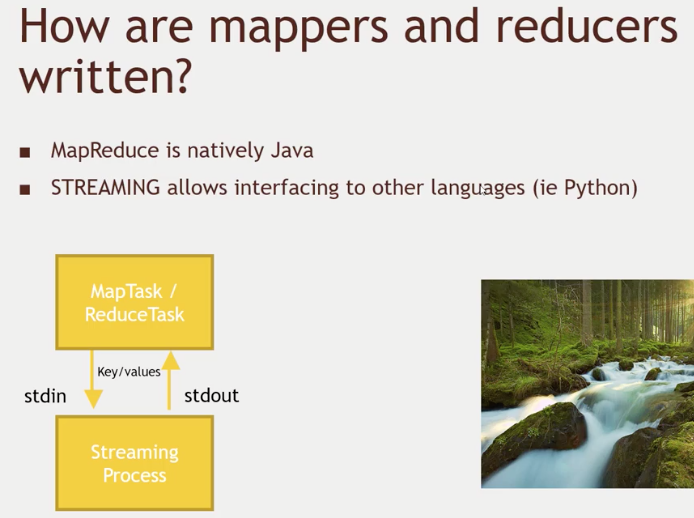 How are mappers and reducers
written?
■ MapReduce is natively Java
■ STREAMING allows interfacing to other languages (ie Python)
MapTask /
ReduceTask
Key/values
stdin
stdout
Streaming
Process